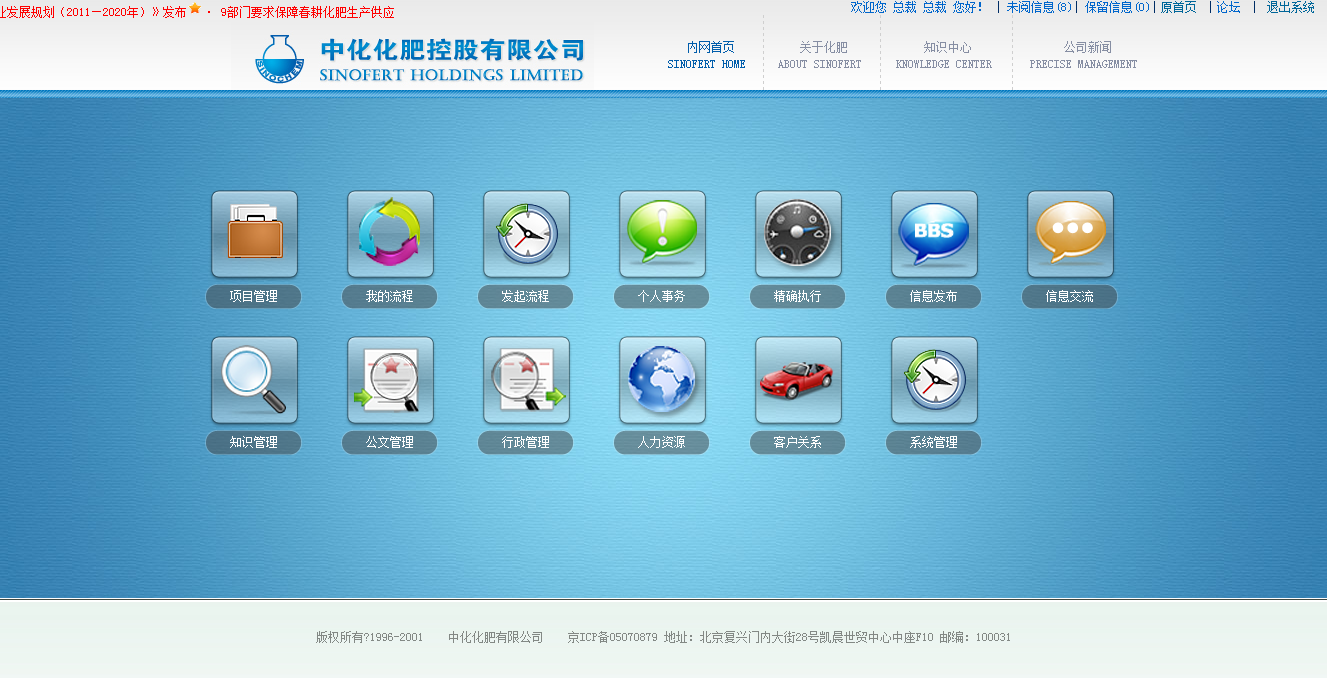 业发展规划（2011—2020年）》发布 · 9部门要求保障春耕化肥生产供应
欢迎您 总裁 总裁 您好！ | 未阅信息(8)| 保留信息(0)| 原首页 | 论坛 | 退出系统
中化化肥控股有限公司
SINOFERT HOLDINGS LIMITED
SINOCHEM
内网首页 关于化肥 知识中心 公司新闻
SINOFERT HOME ABOUT SINOFERT KNOWLEDGE CENTER PRECISE MANAGEMENT
BBS
项目管理 我的流程 发起流程 个人事务 精确执行 信息发布 信息交流
知识管理 公文管理 行政管理 人力资源 客户关系 系统管理
版权所有?1996-2001 中化化肥有限公司 京ICP备05070879 地址：北京复兴门内大街28号凯晨世贸中心中座F10 邮编：100031